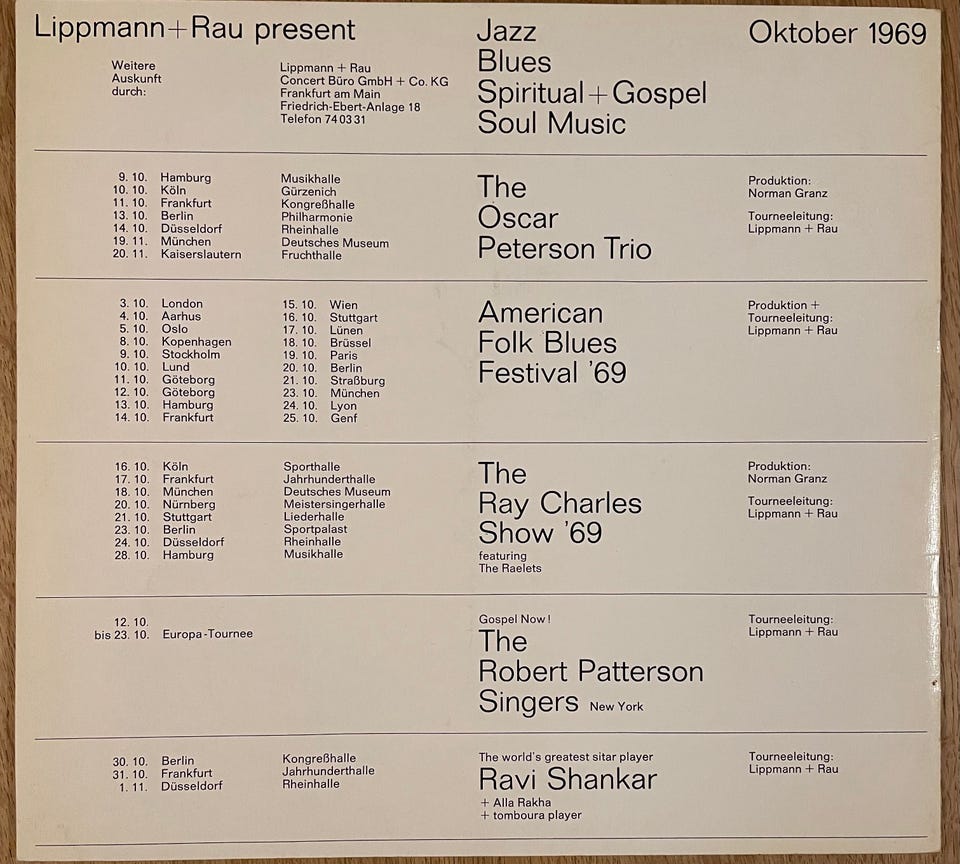 Lippmann+Rau present
Jazz
Blues
Spiritual+Gospel
Soul Music
Oktober 1969
Weitere
Auskunft
durch:
Lippmann + Rau
Concert Büro GmbH + Co. KG
Frankfurt am Main
Friedrich-Ebert-Anlage 18
Telefon 74 03 31
9. 10. Hamburg Musikhalle
10. 10. Köln Gürzenich
11. 10. Frankfurt Kongreßhalle
13. 10. Berlin Philharmonie
14. 10. Düsseldorf Rheinhalle
19. 11. München Deutsches Museum
20. 11. Kaiserslautern Fruchthalle
The
Oscar
Peterson Trio
Produktion:
Norman Granz
Tourneeleitung:
Lippmann + Rau
3. 10. London
4. 10. Aarhus
5. 10. Oslo
8. 10. Kopenhagen
9. 10. Stockholm
10. 10. Lund
11. 10. Göteborg
12. 10. Göteborg
13. 10. Hamburg
14. 10. Frankfurt
15. 10. Wien
16. 10. Stuttgart
17. 10. Lünen
18. 10. Brüssel
19. 10. Paris
20. 10. Berlin
21. 10. Straßburg
23. 10. München
24. 10. Lyon
25. 10. Genf
American
Folk Blues
Festival '69
Produktion +
Tourneeleitung:
Lippmann + Rau
16. 10. Köln Sporthalle
17. 10. Frankfurt Jahrhunderthalle
18. 10. München Deutsches Museum
20. 10. Nürnberg Meistersingerhalle
21. 10. Stuttgart Liederhalle
23. 10. Berlin Sportpalast
24. 10. Düsseldorf Rheinhalle
28. 10. Hamburg Musikhalle
The
Ray Charles
Show '69
featuring
The Raelets
Produktion:
Norman Granz
Tourneeleitung:
Lippmann + Rau
12. 10.
bis 23. 10. Europa-Tournee
Gospel Now!
The
Robert Patterson
Singers New York
Tourneeleitung:
Lippmann + Rau
30. 10. Berlin Kongreßhalle
31. 10. Frankfurt Jahrhunderthalle
1. 11. Düsseldorf Rheinhalle
The world's greatest sitar player
Ravi Shankar
+ Alla Rakha
+ tomboura player
Tourneeleitung:
Lippmann + Rau